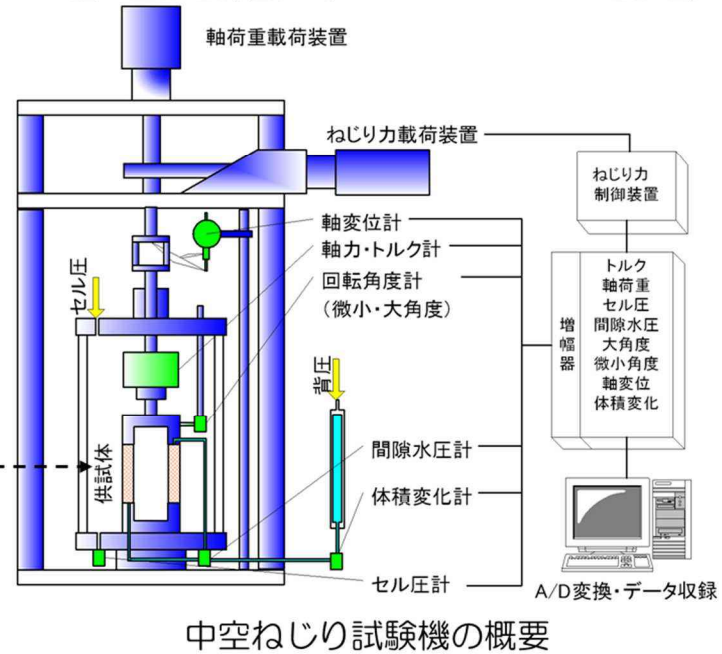 軸荷重載荷装置
ねじり力載荷装置
ねじり力
制御装置
軸変位計
軸力・トルク計
回転角度計
(微小・大角度)
セル圧
背圧
供試体
間隙水圧計
体積変化計
セル圧計
増幅器
トルク
軸荷重
セル圧
間隙水圧
大角度
微小角度
軸変位
体積変化
A/D変換・データ収録
中空ねじり試験機の概要